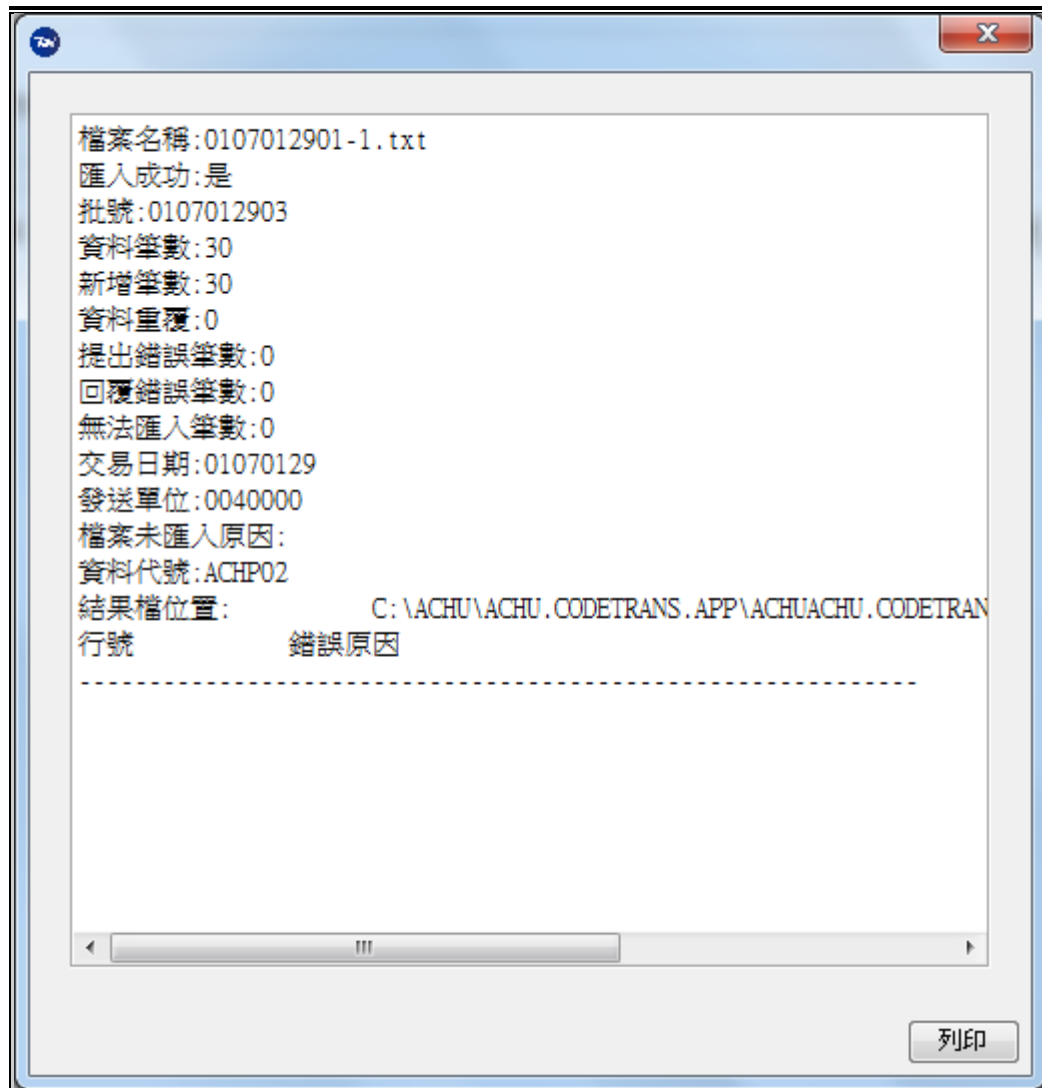 檔案名稱:0107012901-1.txt
匯入成功:是
批號:0107012903
資料筆數:30
新增筆數:30
資料重覆:0
提出錯誤筆數:0
回覆錯誤筆數:0
無法匯入筆數:0
交易日期:01070129
發送單位:0040000
檔案未匯入原因:
資料代號:ACHP02
結果檔位置: C:\ACHU\ACHU.CODETRANS.APP\ACHUACHU.CODETRAN
行號 錯誤原因
------------------------------------------------------------
列印